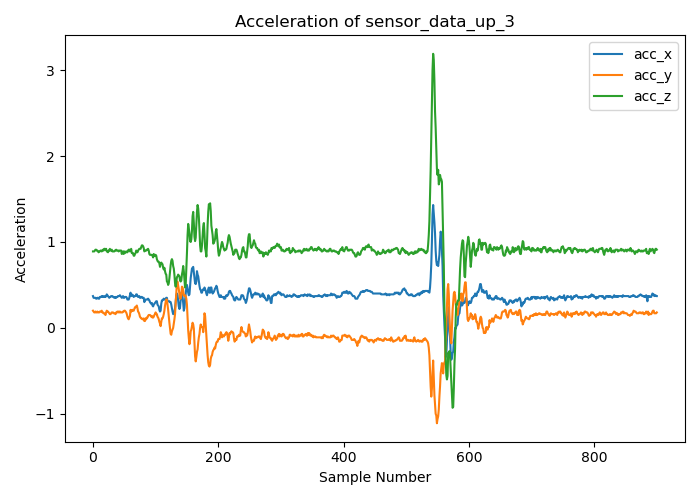 Acceleration of sensor_data_up_3
acc_x
acc_y
acc_z
3
2
1
0
−1
Acceleration
0 200 400 600 800
Sample Number